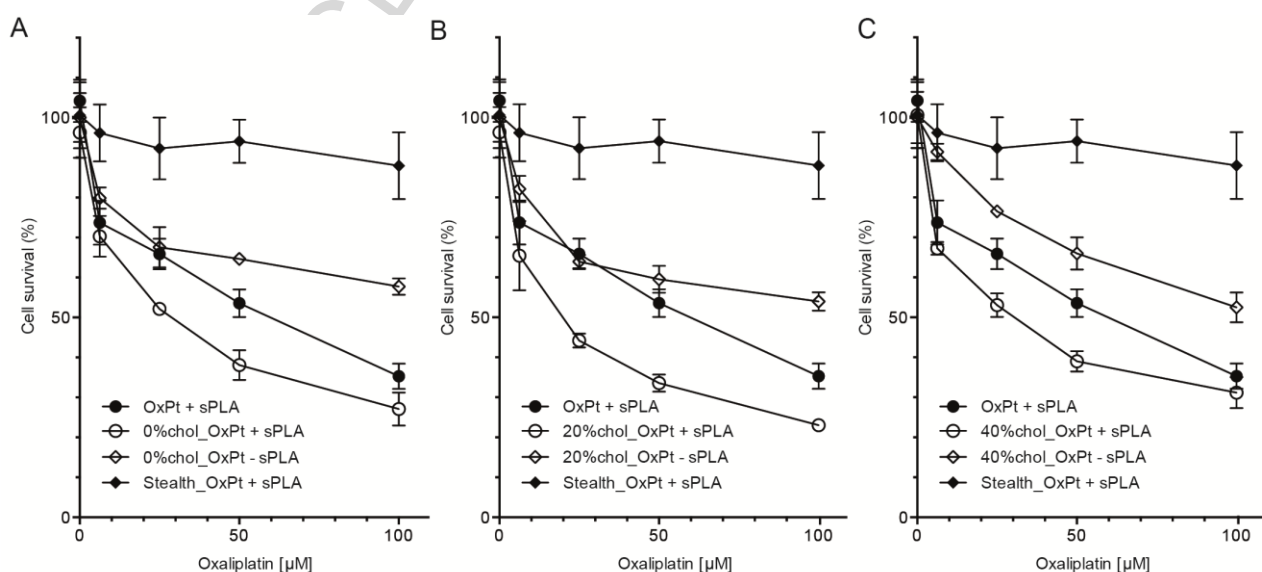 A
B
C
Cell survival (%)
100
50
0
OxPt + sPLA
0%chol_OxPt + sPLA
0%chol_OxPt - sPLA
Stealth_OxPt + sPLA
0
50
100
Oxaliplatin [µM]
Cell survival (%)
100
50
0
OxPt + sPLA
20%chol_OxPt + sPLA
20%chol_OxPt - sPLA
Stealth_OxPt + sPLA
0
50
100
Oxaliplatin [µM]
Cell survival (%)
100
50
0
OxPt + sPLA
40%chol_OxPt + sPLA
40%chol_OxPt - sPLA
Stealth_OxPt + sPLA
0
50
100
Oxaliplatin [µM]